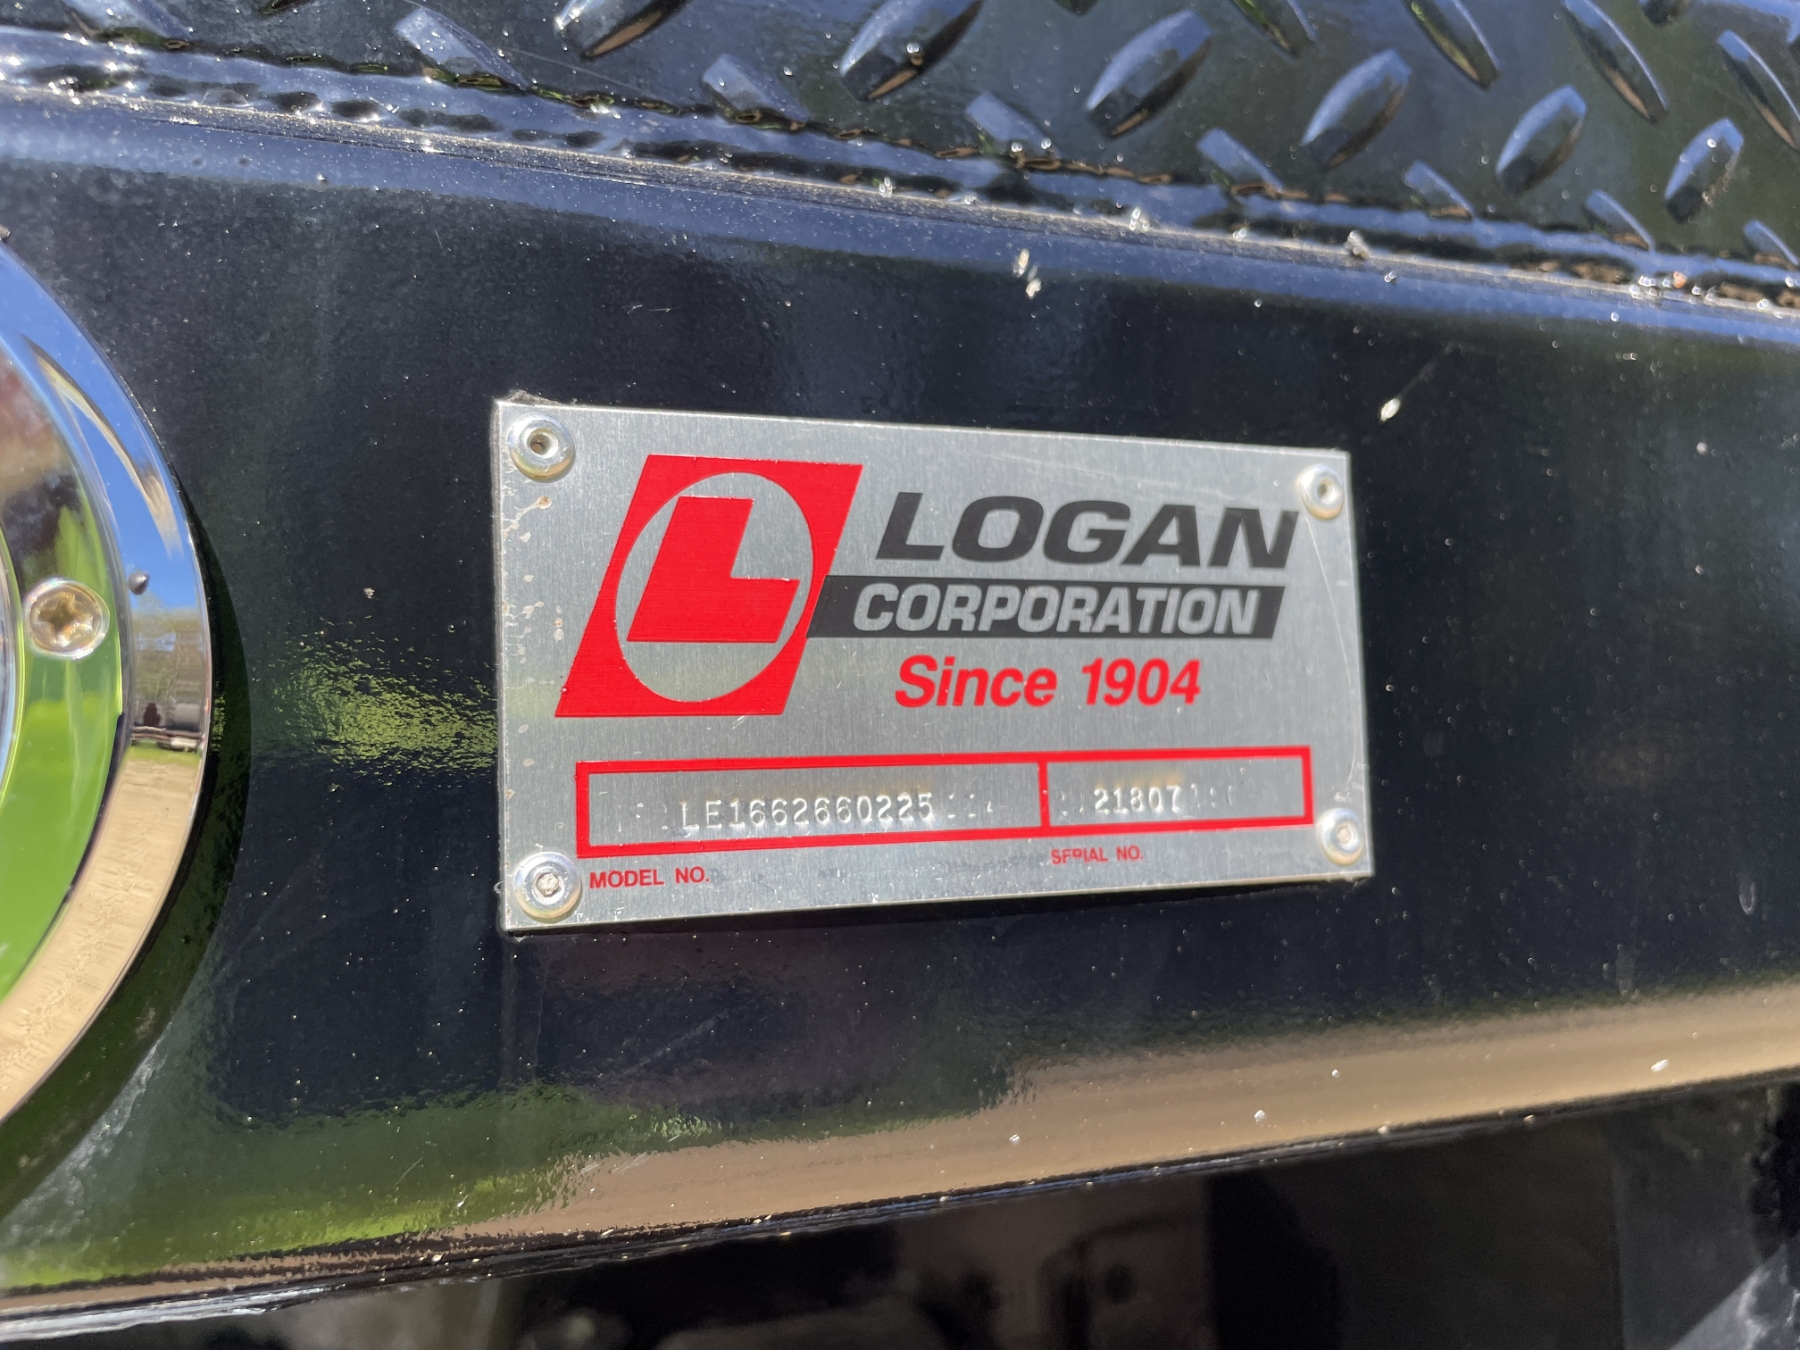 L
LOGAN
CORPORATION
Since 1904
LE1662660225 21807
MODEL NO. SERIAL NO.